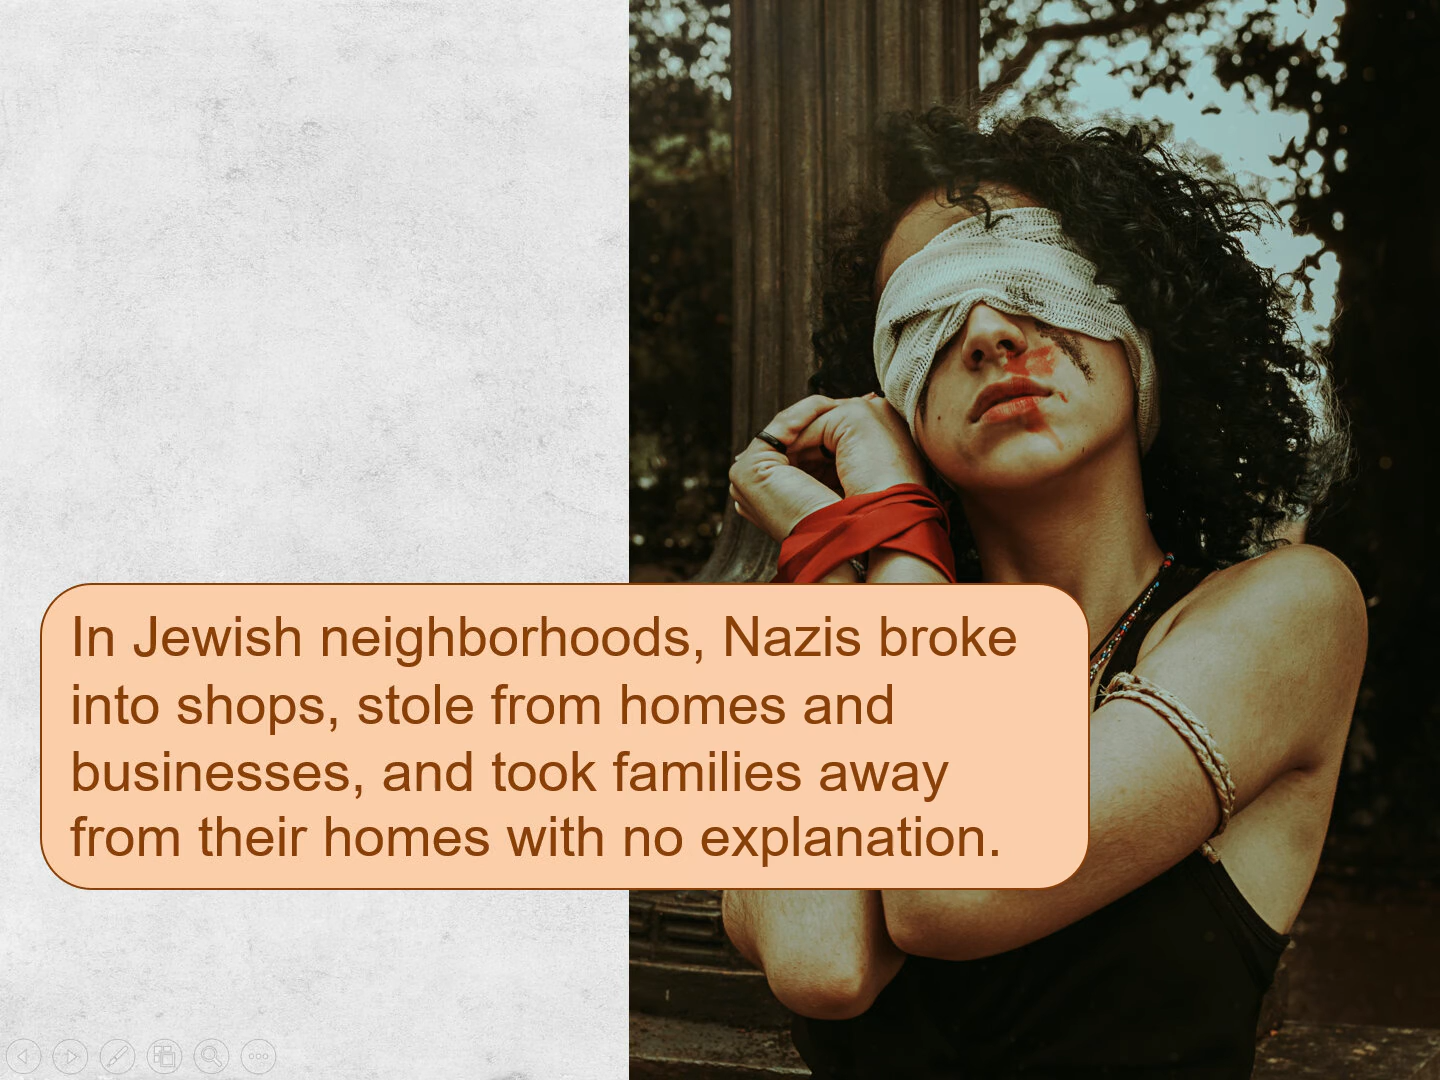 In Jewish neighborhoods, Nazis broke
into shops, stole from homes and
businesses, and took families away
from their homes with no explanation.